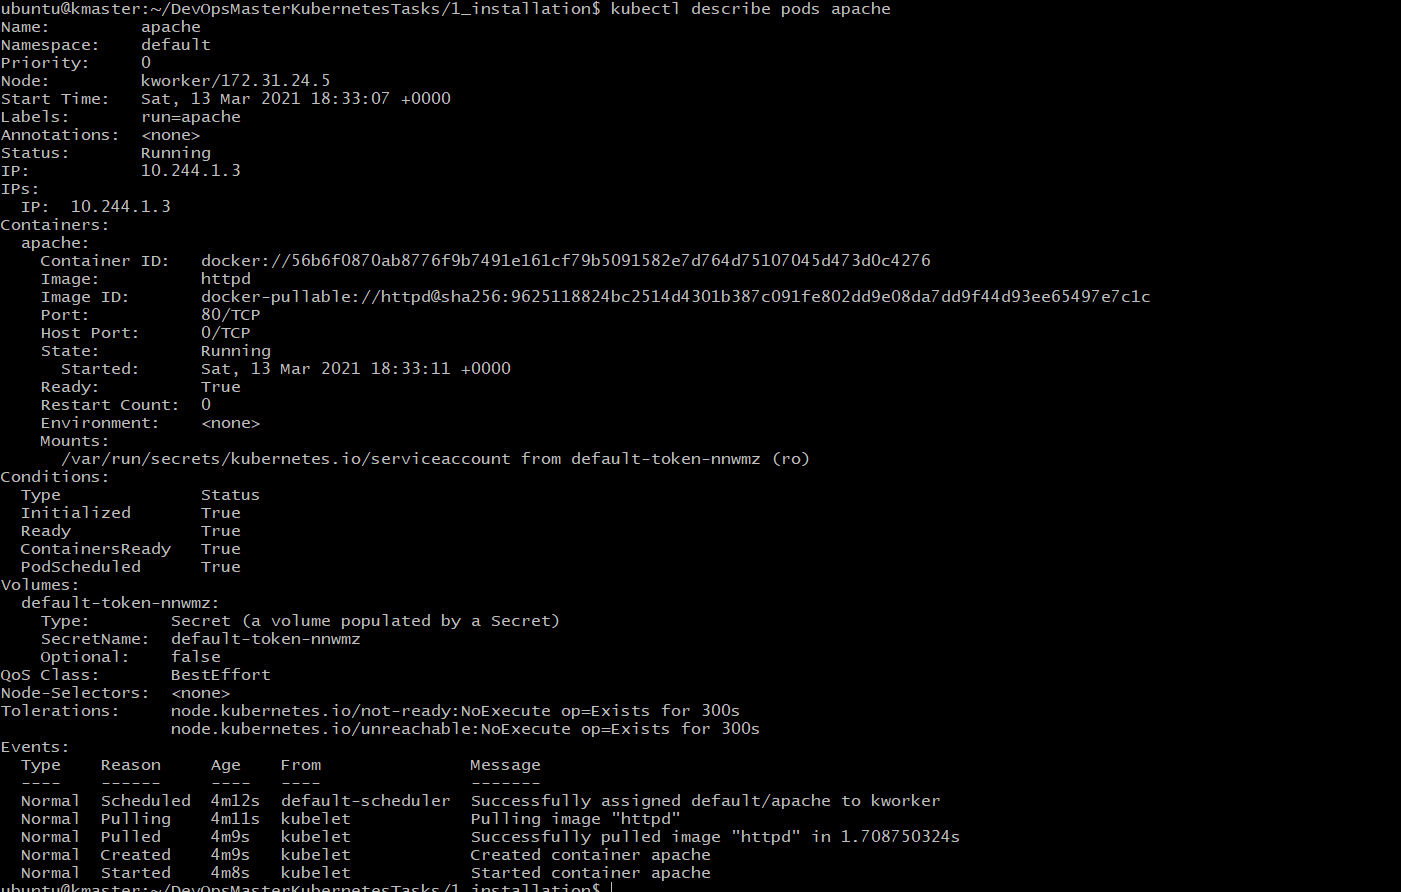 ubuntu@kmaster:~/DevOpsMasterKubernetesTasks/1_installation$ kubectl describe pods apache
Name:         apache
Namespace:    default
Priority:     0
Node:         kworker/172.31.24.5
Start Time:   Sat, 13 Mar 2021 18:33:07 +0000
Labels:       run=apache
Annotations:  <none>
Status:       Running
IP:           10.244.1.3
IPs:
  IP:  10.244.1.3
Containers:
  apache:
    Container ID:   docker://56b6f0870ab8776f9b7491e161cf79b5091582e7d764d75107045d473d0c4276
    Image:          httpd
    Image ID:       docker-pullable://httpd@sha256:9625118824bc2514d4301b387c091fe802dd9e08da7dd9f44d93ee65497e7c1c
    Port:           80/TCP
    Host Port:      0/TCP
    State:          Running
      Started:      Sat, 13 Mar 2021 18:33:11 +0000
    Ready:          True
    Restart Count:  0
    Environment:    <none>
    Mounts:
      /var/run/secrets/kubernetes.io/serviceaccount from default-token-nnwmz (ro)
Conditions:
  Type              Status
  Initialized       True
  Ready             True
  ContainersReady   True
  PodScheduled      True
Volumes:
  default-token-nnwmz:
    Type:        Secret (a volume populated by a Secret)
    SecretName:  default-token-nnwmz
    Optional:    false
QoS Class:       BestEffort
Node-Selectors:  <none>
Tolerations:     node.kubernetes.io/not-ready:NoExecute op=Exists for 300s
                 node.kubernetes.io/unreachable:NoExecute op=Exists for 300s
Events:
  Type    Reason     Age    From               Message
  ----    ------     ----   ----               -------
  Normal  Scheduled  4m12s  default-scheduler  Successfully assigned default/apache to kworker
  Normal  Pulling    4m11s  kubelet            Pulling image "httpd"
  Normal  Pulled     4m9s   kubelet            Successfully pulled image "httpd" in 1.708750324s
  Normal  Created    4m9s   kubelet            Created container apache
  Normal  Started    4m8s   kubelet            Started container apache
ubuntu@kmaster:~/DevOpsMasterKubernetesTasks/1_installation$